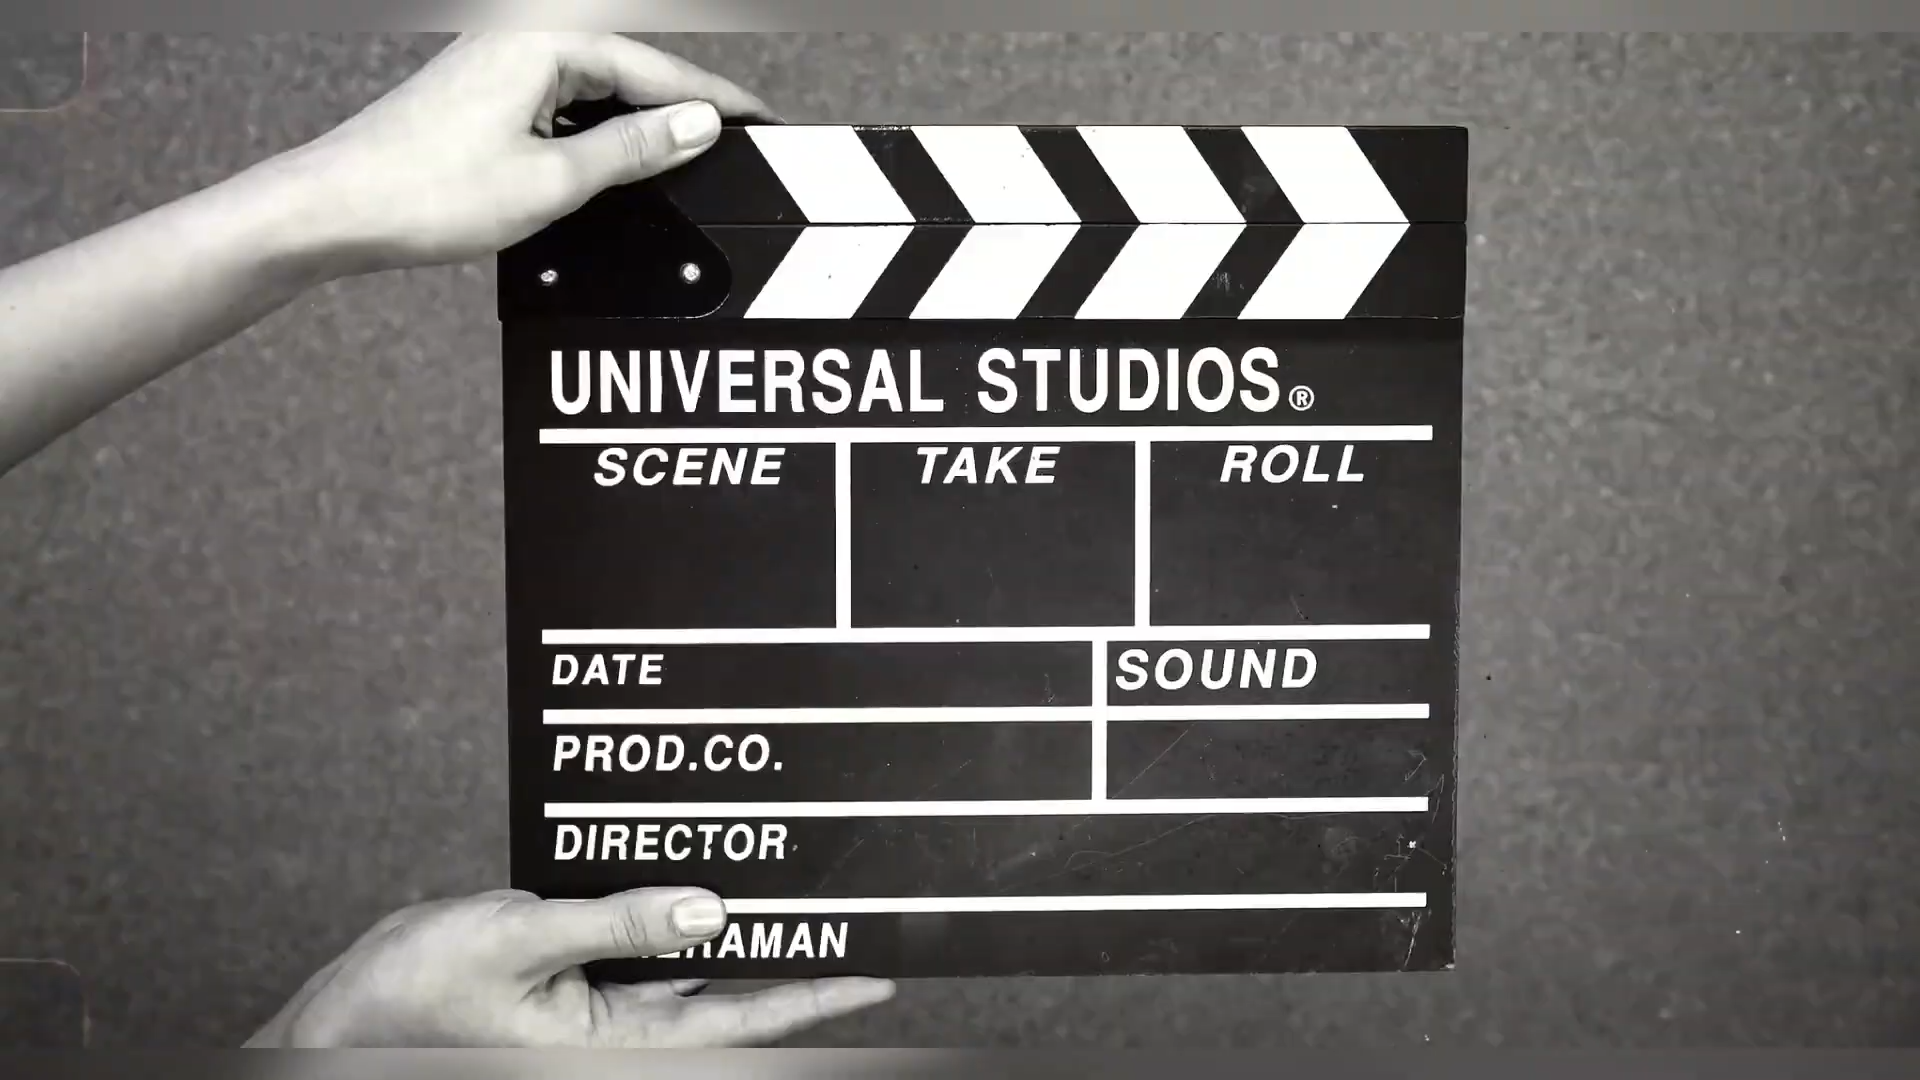 UNIVERSAL STUDIOS®
SCENE TAKE ROLL
DATE SOUND
PROD.CO.
DIRECTOR